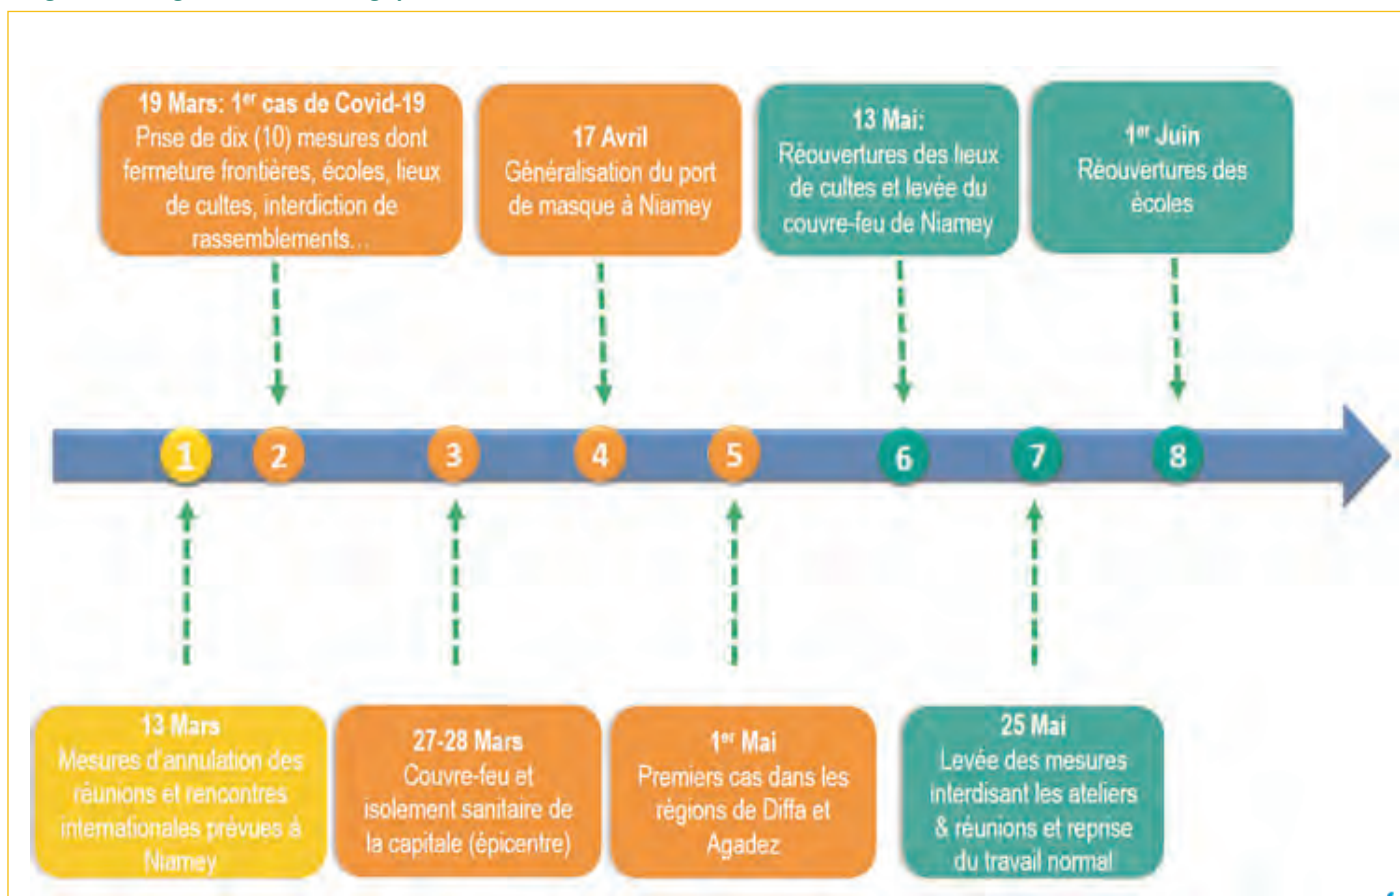 19 Mars: 1er cas de Covid-19
Prise de dix (10) mesures dont
fermeture frontières, écoles, lieux
de cultes, interdiction de
rassemblements…
17 Avril
Généralisation du port
de masque à Niamey
13 Mai:
Réouvertures des lieux
de cultes et levée du
couvre-feu de Niamey
1er Juin
Réouvertures des
écoles
1 2 3 4 5 6 7 8
13 Mars
Mesures d'annulation des
réunions et rencontres
internationales prévues à
Niamey
27-28 Mars
Couvre-feu et
isolement sanitaire de
la capitale (épicentre)
1er Mai
Premiers cas dans les
régions de Diffa et
Agadez
25 Mai
Levée des mesures
interdisant les ateliers
& réunions et reprise
du travail normal